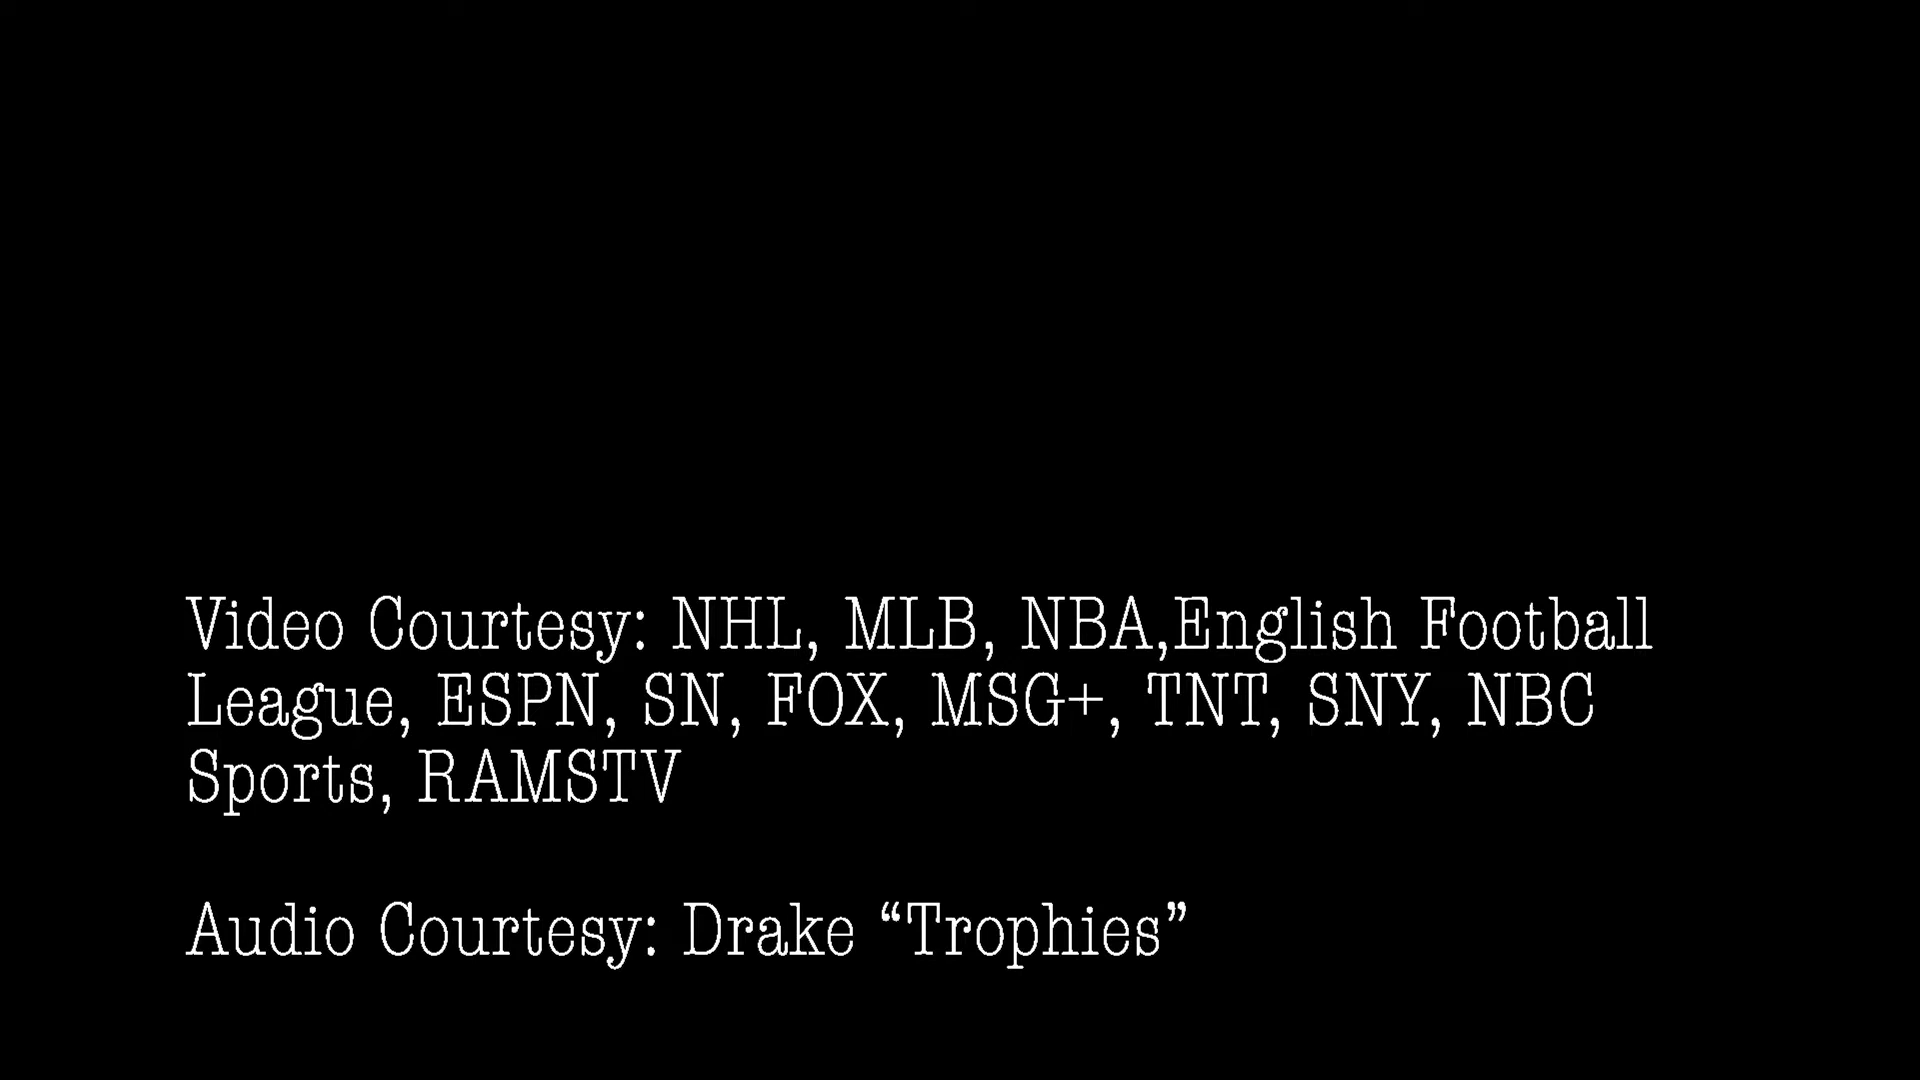 Video Courtesy: NHL, MLB, NBA,English Football
League, ESPN, SN, FOX, MSG+, TNT, SNY, NBC
Sports, RAMSTV
Audio Courtesy: Drake “Trophies”